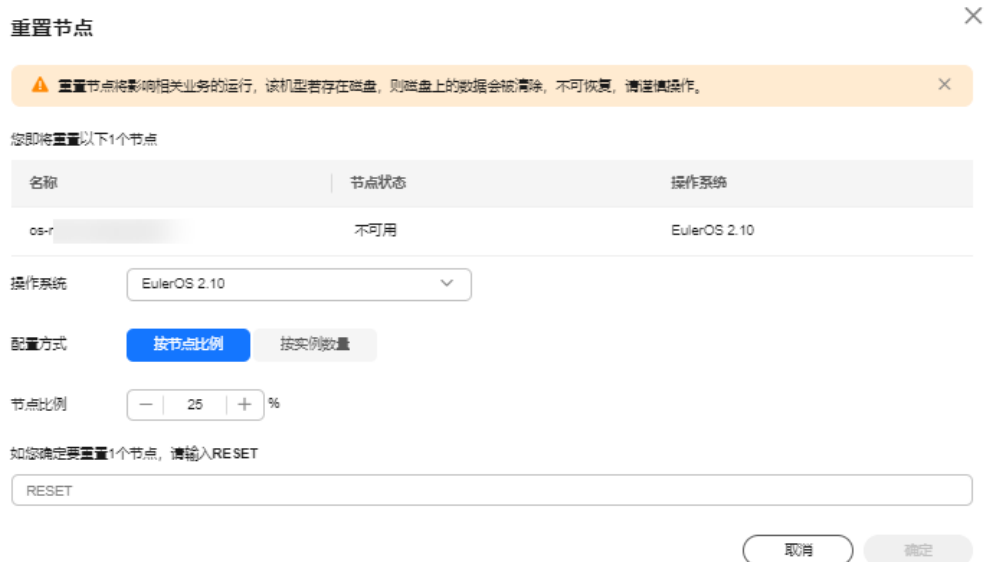 重置节点
重置节点将影响相关业务的运行，该机型若存在磁盘，则磁盘上的数据会被清除，不可恢复，请谨慎操作。
您即将重置以下1个节点
名称 节点状态 操作系统
os-r 不可用 EulerOS 2.10
操作系统 EulerOS 2.10
配置方式 按节点比例 按实例数量
节点比例 25 %
如您确定要重置1个节点，请输入RESET
RESET
取消 确定